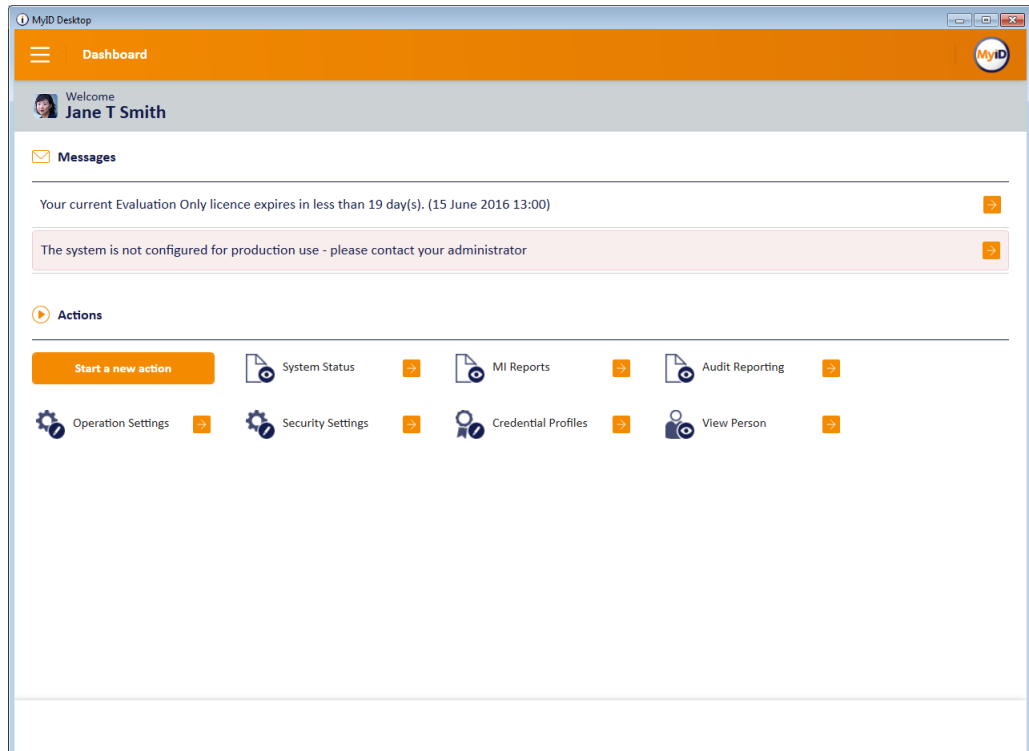 MyID Desktop
Dashboard
MyID
Welcome
Jane T Smith
Messages
Your current Evaluation Only licence expires in less than 19 day(s). (15 June 2016 13:00)
The system is not configured for production use - please contact your administrator
Actions
Start a new action
System Status
MI Reports
Audit Reporting
Operation Settings
Security Settings
Credential Profiles
View Person